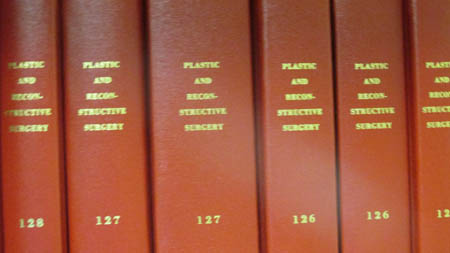 PLASTIC
AND
RECON-
STRUCTIVE
SURGERY
128
PLASTIC
AND
RECON-
STRUCTIVE
SURGERY
127
PLASTIC
AND
RECON-
STRUCTIVE
SURGERY
127
PLASTIC
AND
RECON-
STRUCTIVE
SURGERY
126
PLASTIC
AND
RECON-
STRUCTIVE
SURGERY
126